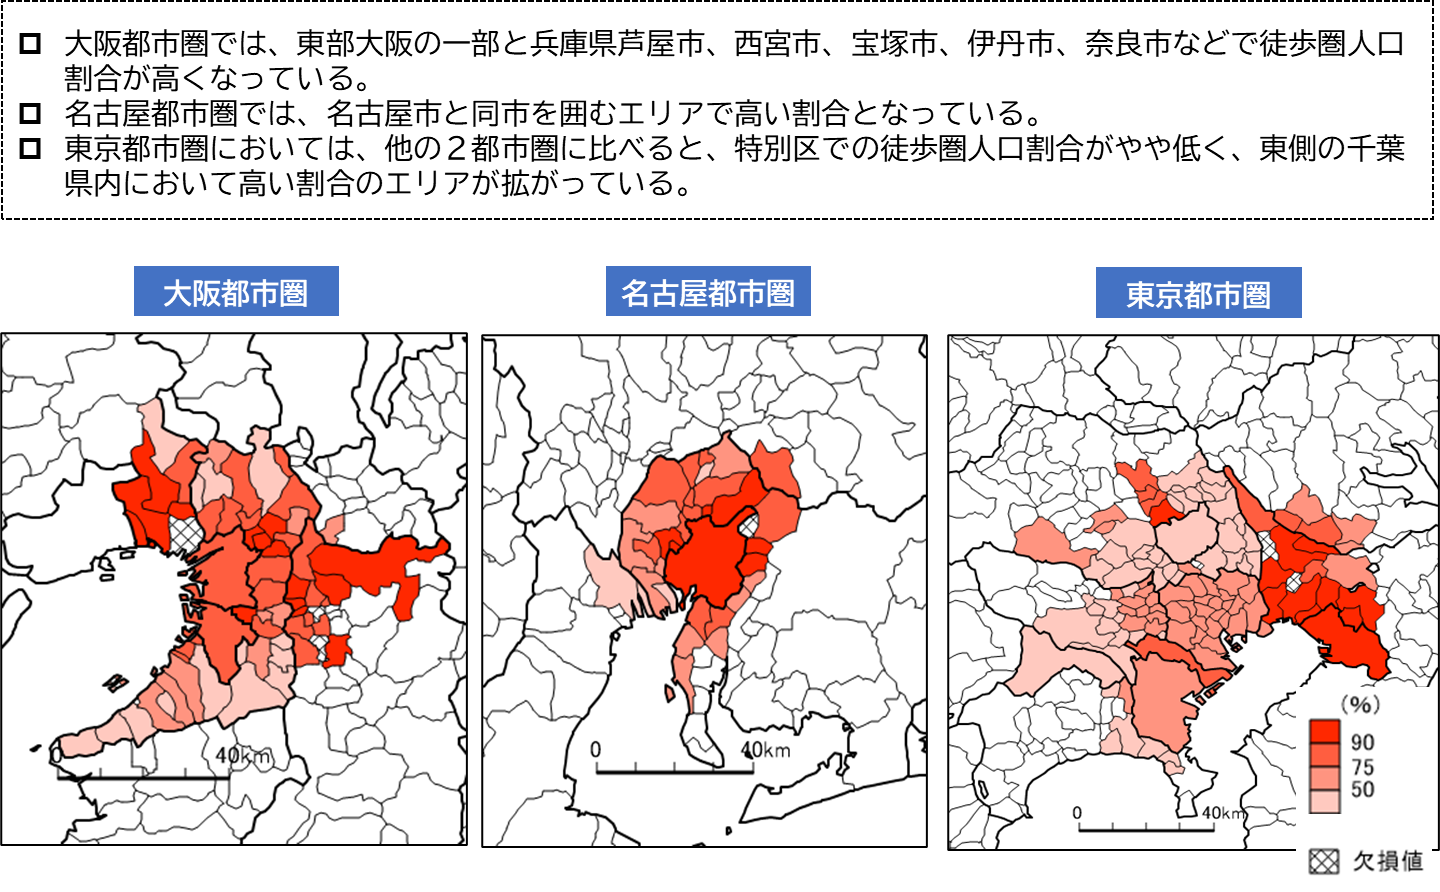 大阪都市圏では、東部大阪の一部と兵庫県芦屋市、西宮市、宝塚市、伊丹市、奈良市などで徒歩圏人口
割合が高くなっている。
名古屋都市圏では、名古屋市と同市を囲むエリアで高い割合となっている。
東京都市圏においては、他の２都市圏に比べると、特別区での徒歩圏人口割合がやや低く、東側の千葉
県内において高い割合のエリアが拡がっている。
大阪都市圏
名古屋都市圏
東京都市圏
0 40km
0 40km
0 40km
(%)
90
75
50
欠損値